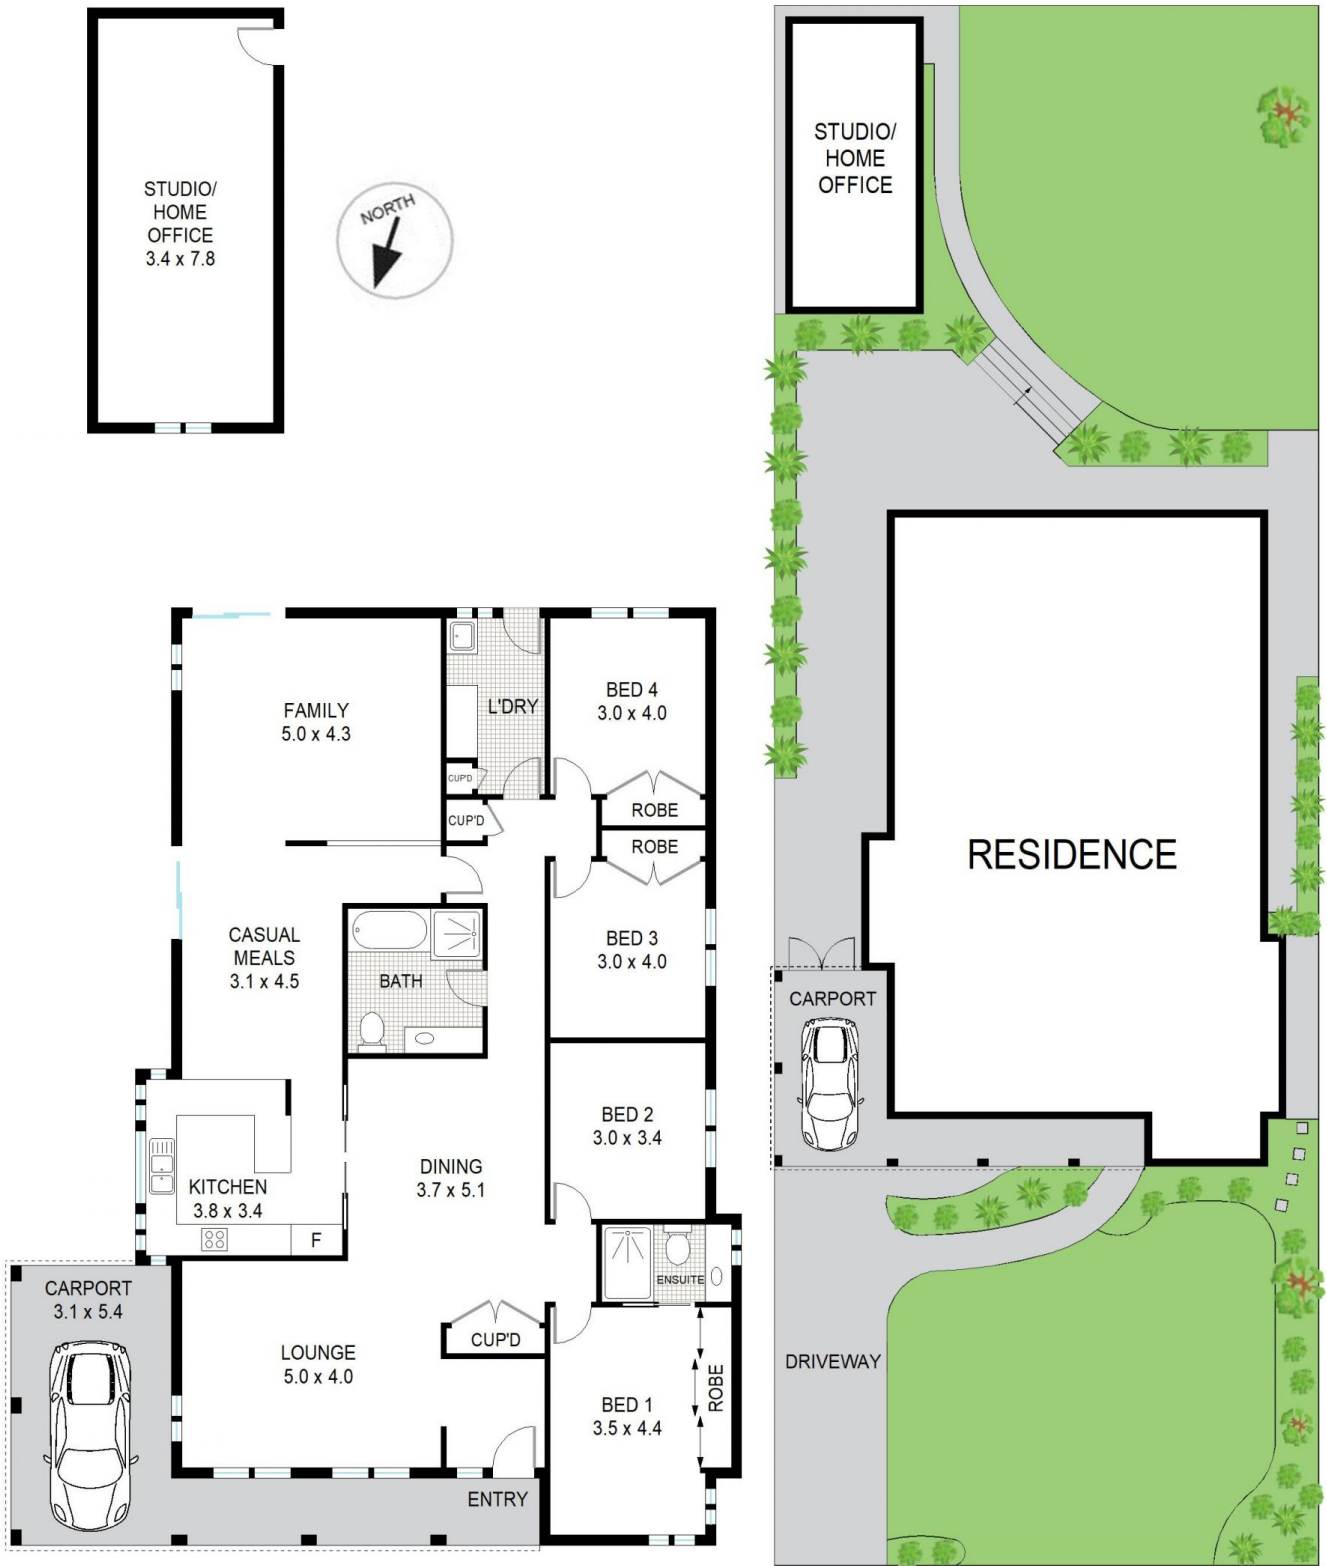 STUDIO/
HOME
OFFICE
3.4 x 7.8
NORTH
FAMILY
5.0 x 4.3
L'DRY
CUP'D
CUP'D
BED 4
3.0 x 4.0
ROBE
ROBE
BED 3
3.0 x 4.0
CASUAL
MEALS
3.1 x 4.5
BATH
BED 2
3.0 x 3.4
DINING
3.7 x 5.1
KITCHEN
3.8 x 3.4
F
ENSUITE
CARPORT
3.1 x 5.4
LOUNGE
5.0 x 4.0
CUP'D
BED 1
3.5 x 4.4
ROBE
ENTRY
STUDIO/
HOME
OFFICE
RESIDENCE
CARPORT
DRIVEWAY